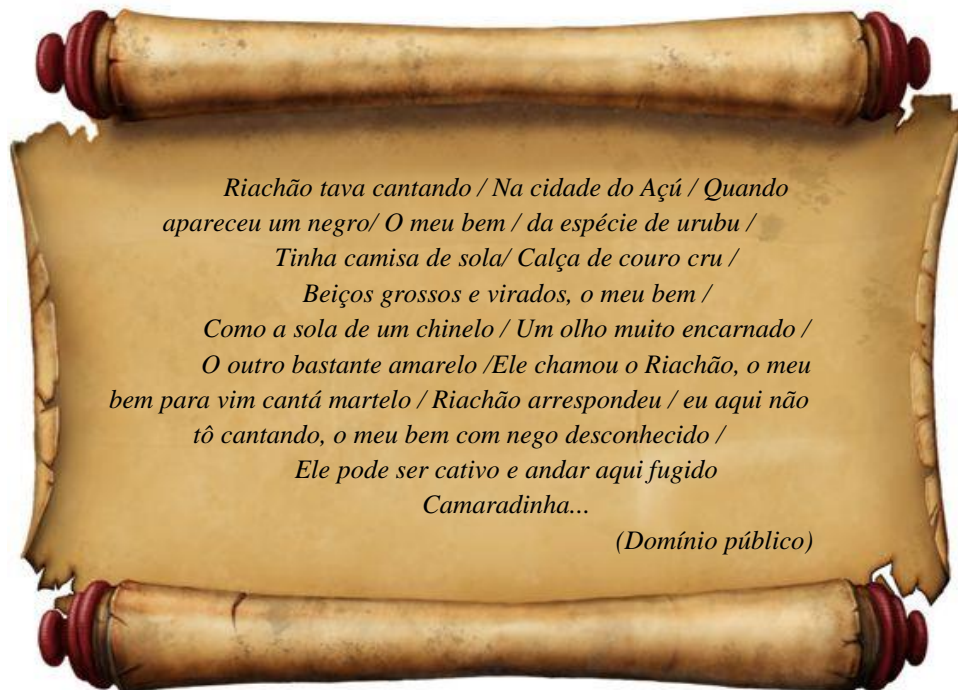 Riachão tava cantando / Na cidade do Açú / Quando
apareceu um negro/ O meu bem / da espécie de urubu /
Tinha camisa de sola/ Calça de couro cru /
Beiços grossos e virados, o meu bem /
Como a sola de um chinelo / Um olho muito encarnado /
O outro bastante amarelo /Ele chamou o Riachão, o meu
bem para vim cantá martelo / Riachão arrespondeu / eu aqui não
tô cantando, o meu bem com nego desconhecido /
Ele pode ser cativo e andar aqui fugido
Camaradinha...
(Domínio público)